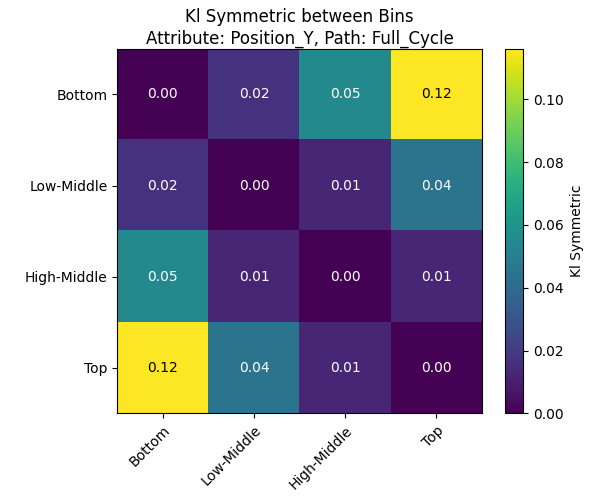 Kl Symmetric between Bins
Attribute: Position_Y, Path: Full_Cycle
Bottom
0.00 0.02 0.05 0.12
Low-Middle
0.02 0.00 0.01 0.04
High-Middle
0.05 0.01 0.00 0.01
Top
0.12 0.04 0.01 0.00
Bottom
Low-Middle
High-Middle
Top
0.10
0.08
0.06
0.04
0.02
0.00
Kl Symmetric